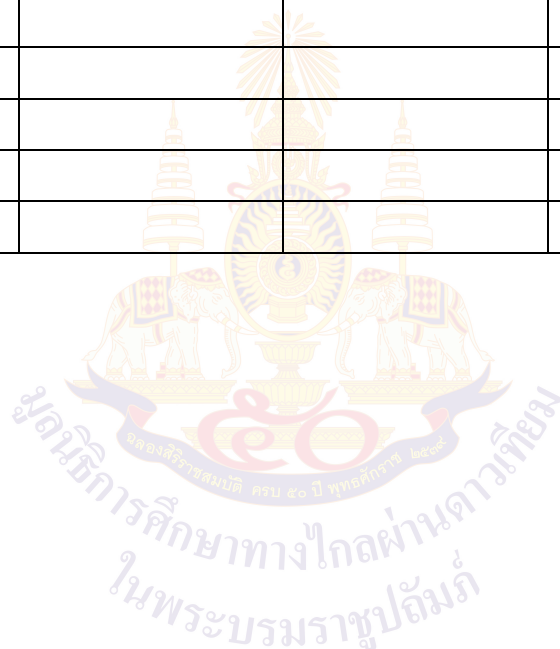 ๕๐
ฉลองสิริราชสมบัติ ครบ ๕๐ ปี พุทธศักราช ๒๕๓๙
มูลนิธิการศึกษาทางไกลผ่านดาวเทียม
ในพระบรมราชูปถัมภ์